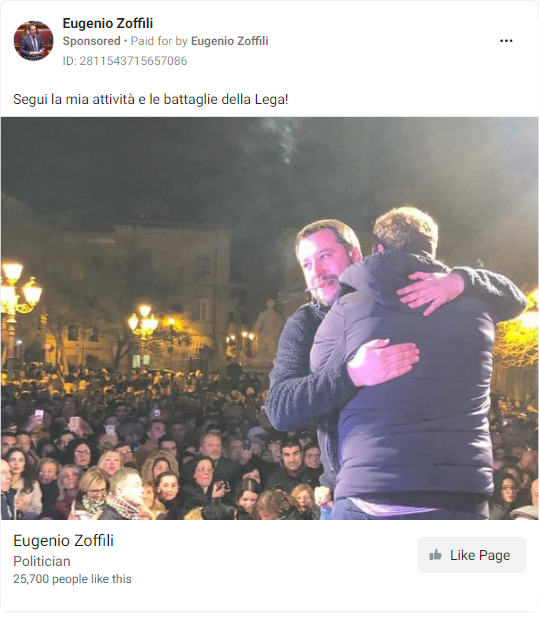 Eugenio Zoffili
Sponsored • Paid for by Eugenio Zoffili
ID: 2811543715657086
Segui la mia attività e le battaglie della Lega!
Eugenio Zoffili
Politician
25,700 people like this
Like Page